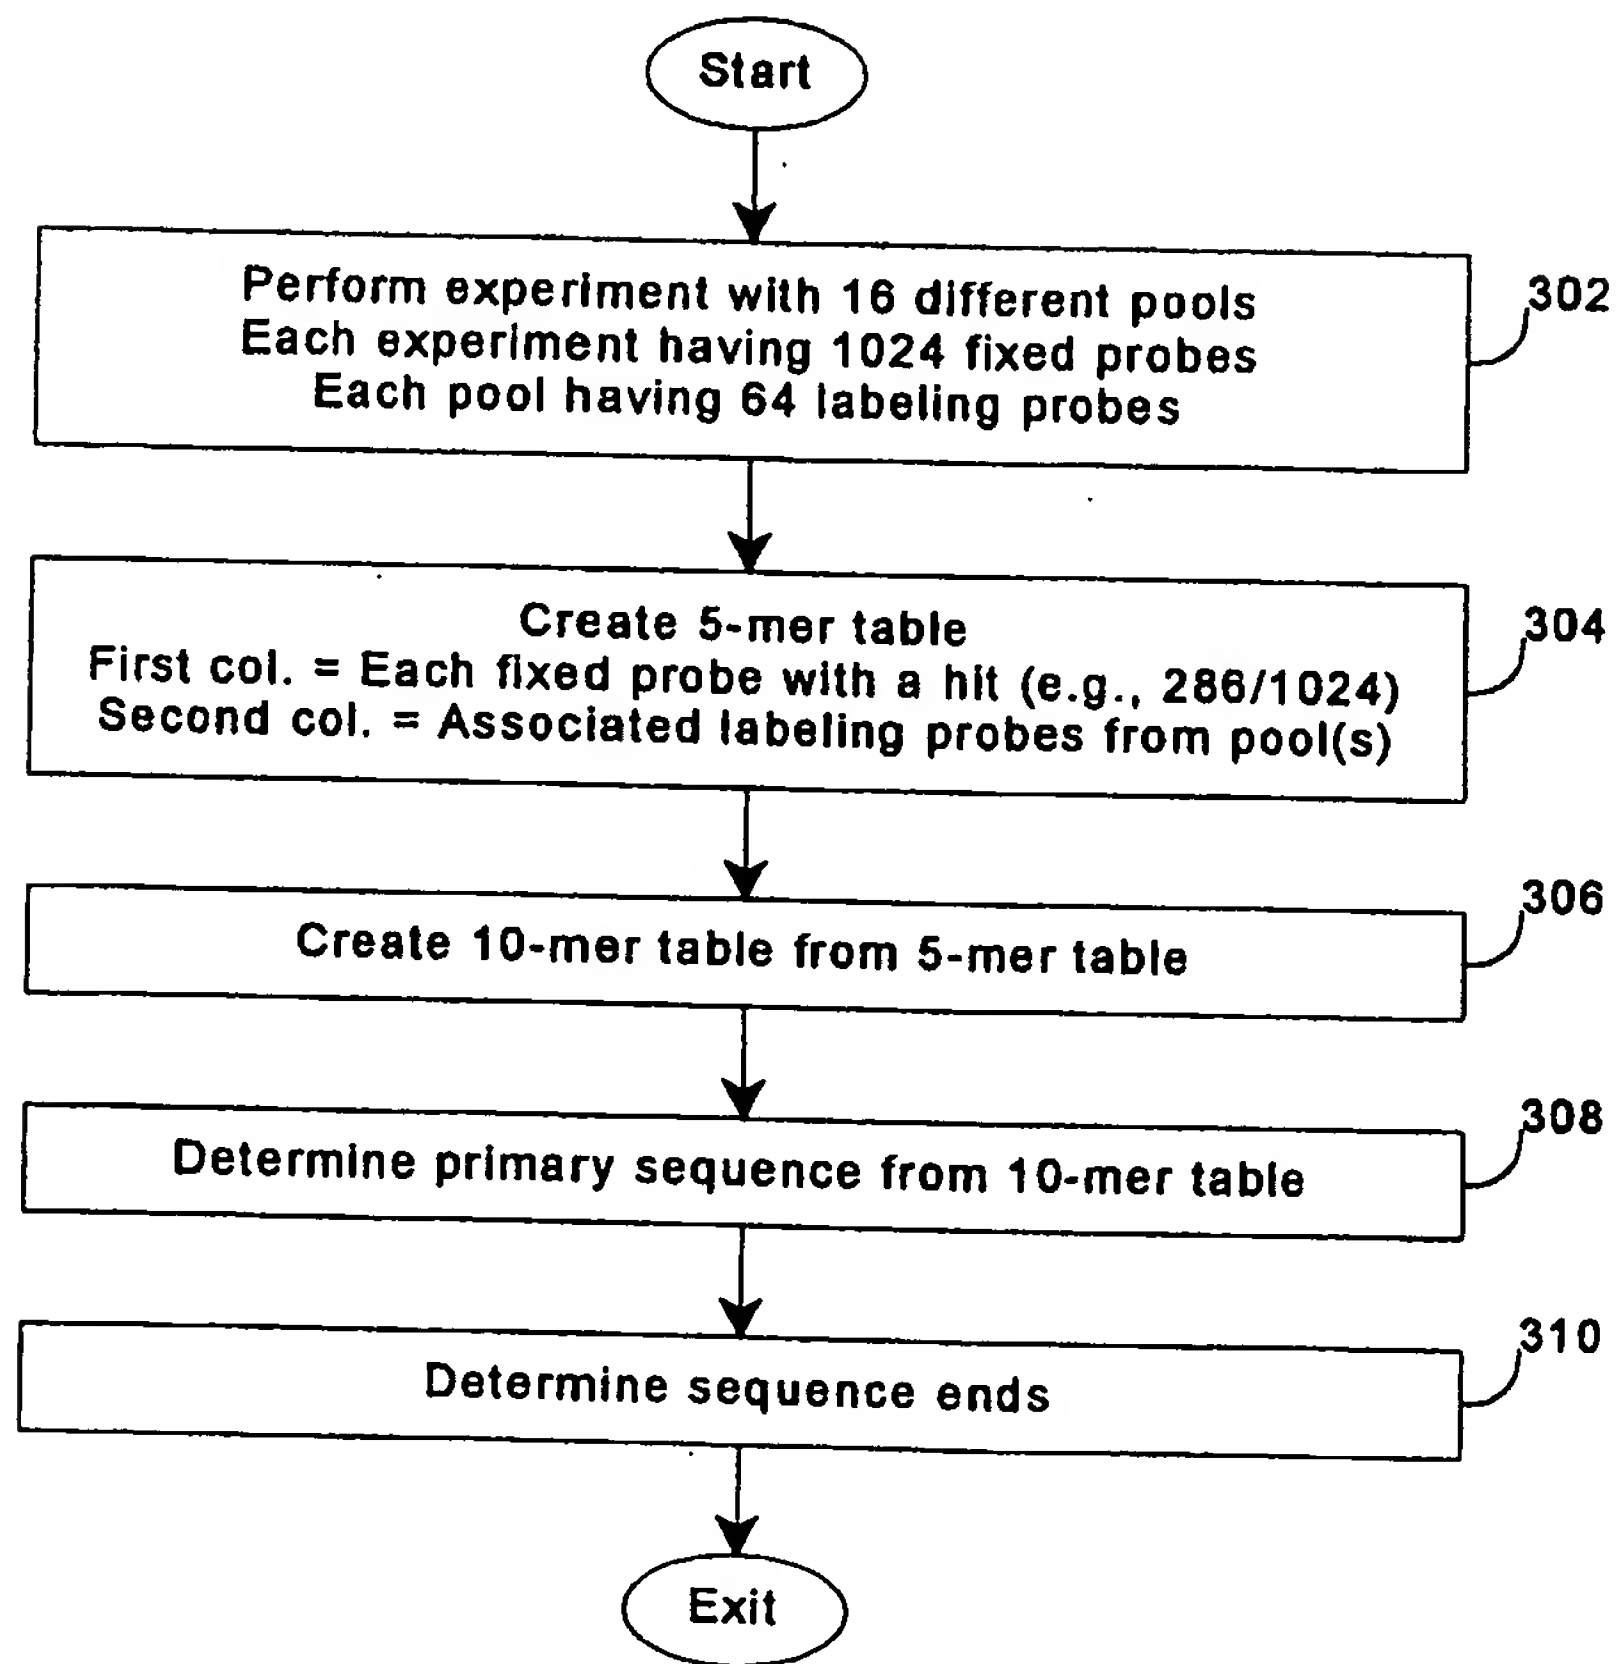 Start
Perform experiment with 16 different pools
Each experiment having 1024 fixed probes
Each pool having 64 labeling probes
302
Create 5-mer table
First col. = Each fixed probe with a hit (e.g., 286/1024)
Second col. = Associated labeling probes from pool(s)
304
Create 10-mer table from 5-mer table
306
Determine primary sequence from 10-mer table
308
Determine sequence ends
310
Exit